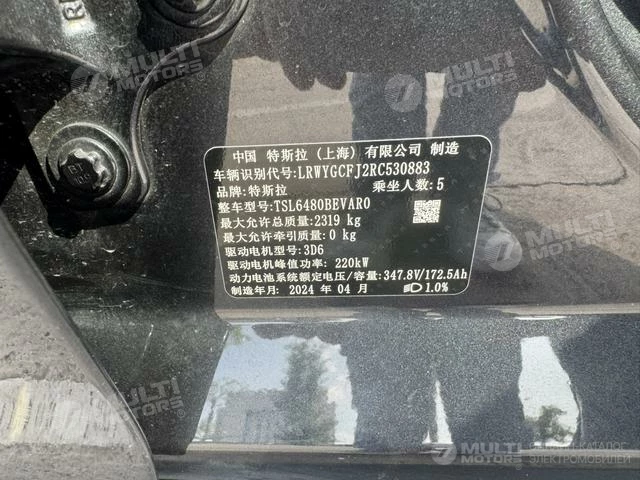 中国 特斯拉（上海）有限公司 制造
车辆识别代号:LRWYGCFJ2RC530883
品牌:特斯拉 乘坐人数:5
整车型号:TSL6480BEVAR0
最大允许总质量:2319 kg
最大允许牵引质量:0 kg
驱动电机型号:3D6
驱动电机峰值功率: 220kW
动力电池系统额定电压/容量:347.8V/172.5Ah
制造年月: 2024 年 04 月 1.0%
MULTI MOTORS
MULTI MOTORS
MULTI MOTORS
MULTI MOTORS
MULTI MOTORS
MULTI MOTORS КАТАЛОГ
ЭЛЕКТРОМОБИЛЕЙ